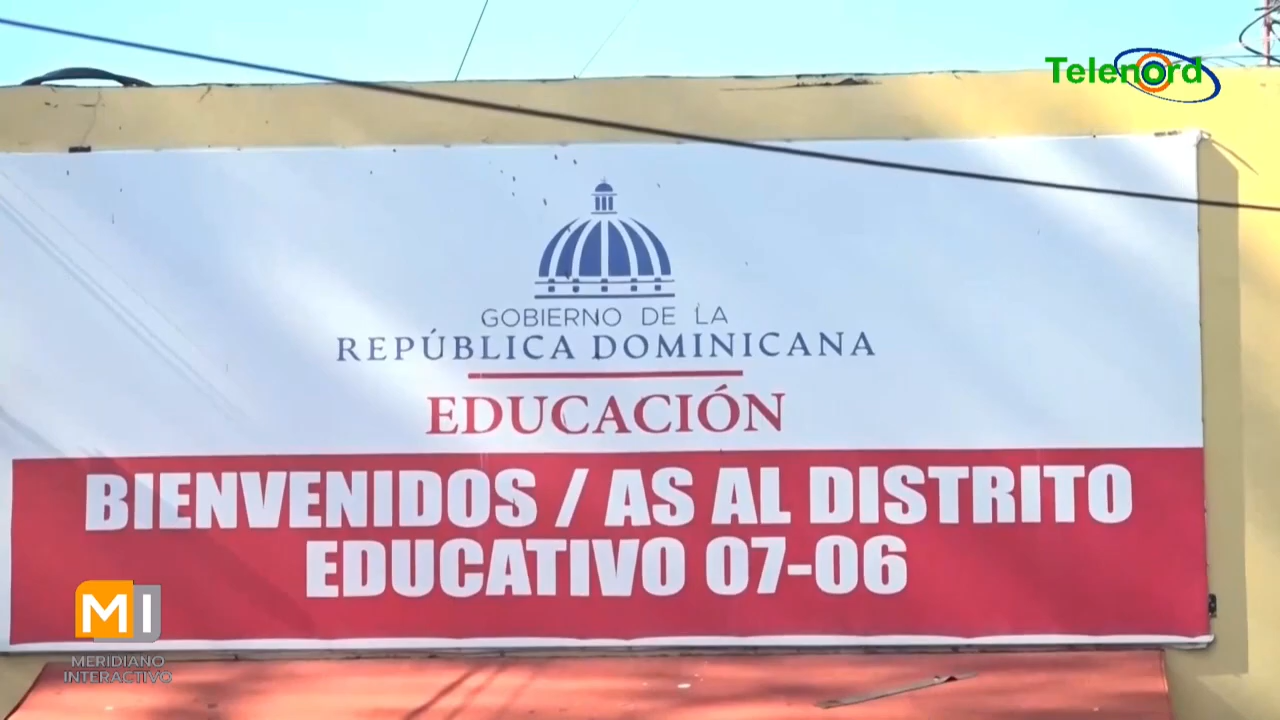 Telenord
GOBIERNO DE LA
REPÚBLICA DOMINICANA
EDUCACIÓN
BIENVENIDOS / AS AL DISTRITO
EDUCATIVO 07-06
MI
MERIDIANO
INTERACTIVO